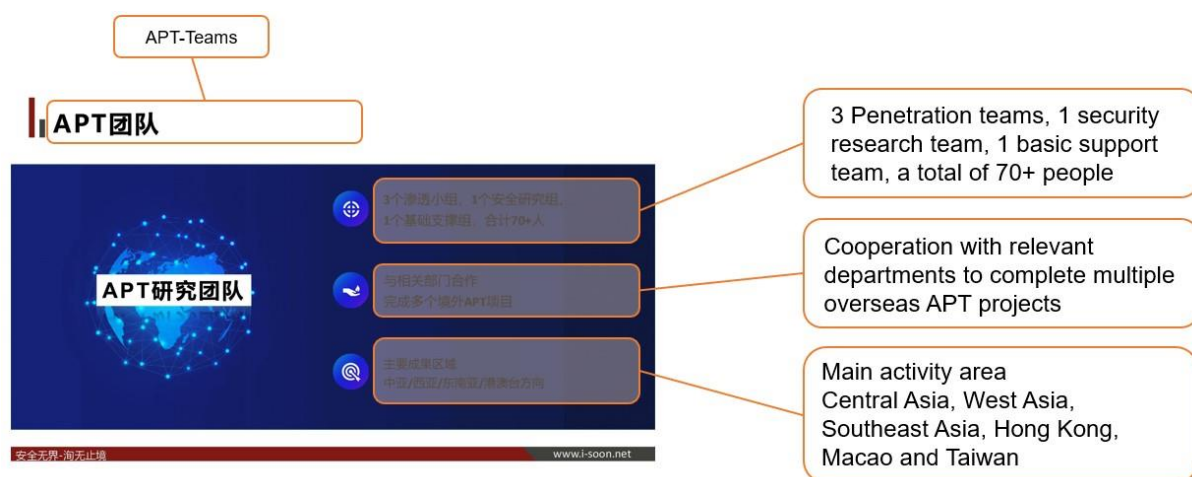 APT-Teams
APT团队
3 Penetration teams, 1 security
research team, 1 basic support
team, a total of 70+ people
3个渗透小组，1个安全研究组，
1个基础支撑组，合计70+人
APT研究团队
Cooperation with relevant
departments to complete multiple
overseas APT projects
与相关部门合作
完成多个境外APT项目
Main activity area
Central Asia, West Asia,
Southeast Asia, Hong Kong,
Macao and Taiwan
主要成果区域
中亚/西亚/东南亚/港澳台方向
安全无界-洵无止境
www.i-soon.net